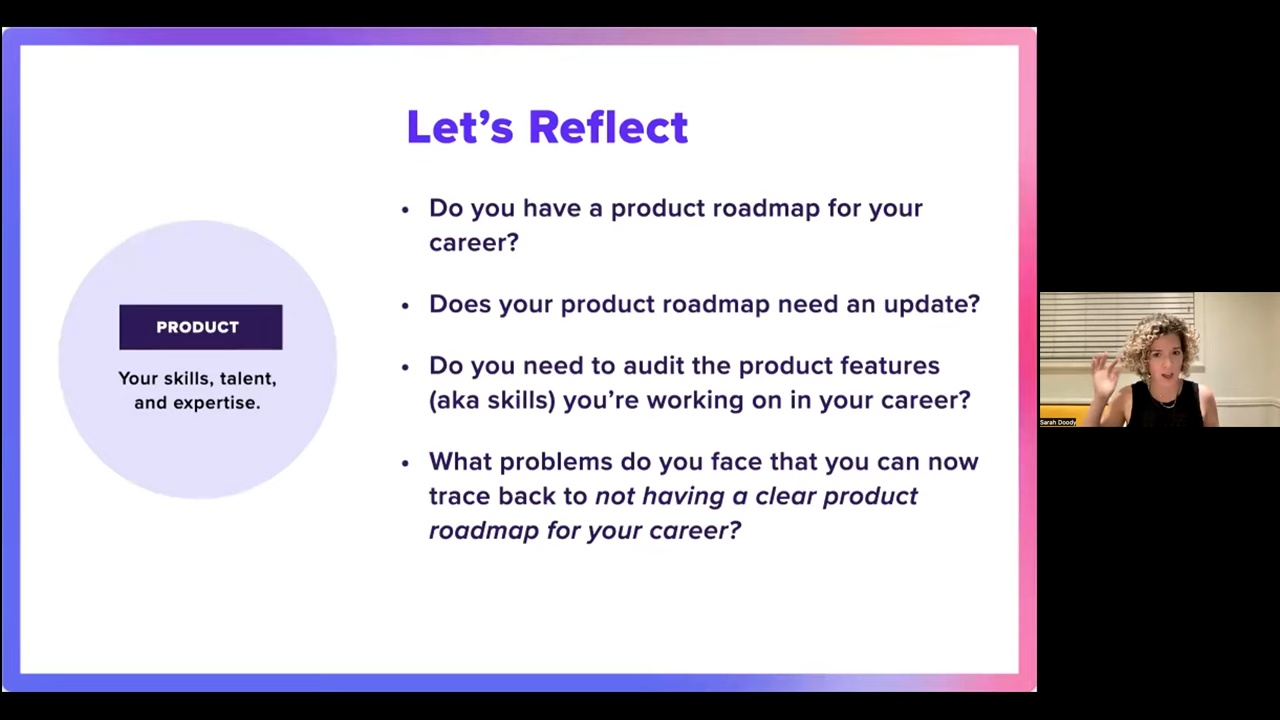 Let's Reflect
• Do you have a product roadmap for your
career?
• Does your product roadmap need an update?
• Do you need to audit the product features
(aka skills) you're working on in your career?
• What problems do you face that you can now
trace back to not having a clear product
roadmap for your career?
PRODUCT
Your skills, talent,
and expertise.
Sarah Doody